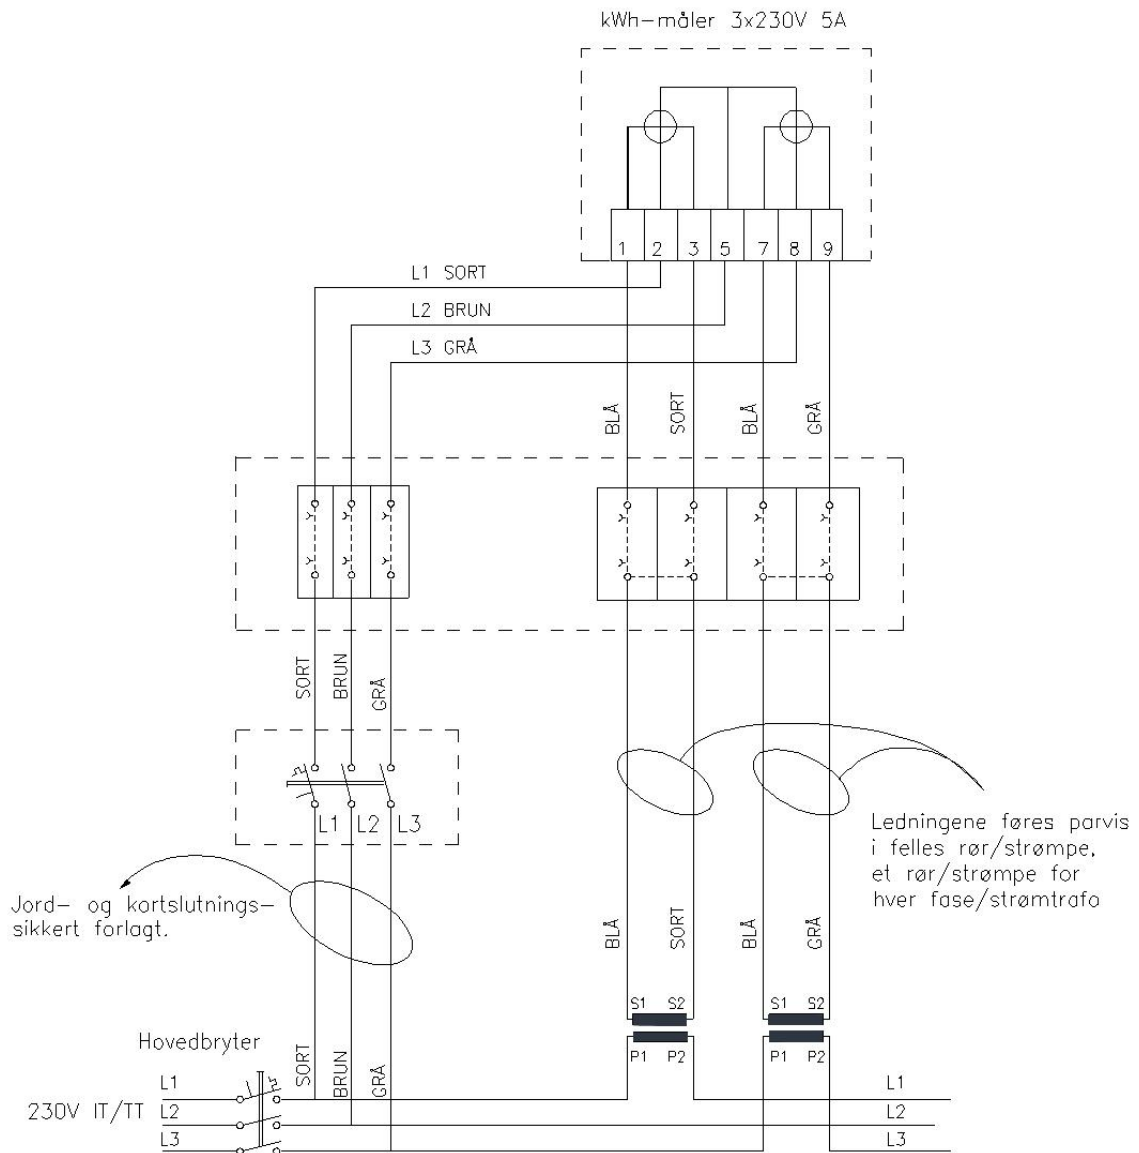 kWh-måler 3x230V 5A
1 2 3 5 7 8 9
L1 SORT
L2 BRUN
L3 GRÅ
BLÅ SORT BLÅ GRÅ
SORT BRUN GRÅ
L1 L2 L3
Ledningene føres parvis
i felles rør/strømpe,
et rør/strømpe for
hver fase/strømtrafo
Jord- og kortslutnings-
sikkert forlagt.
BLÅ SORT BLÅ GRÅ
S1 S2 S1 S2
P1 P2 P1 P2
Hovedbryter
SORT BRUN GRÅ
230V IT/TT
L1
L2
L3
L1
L2
L3